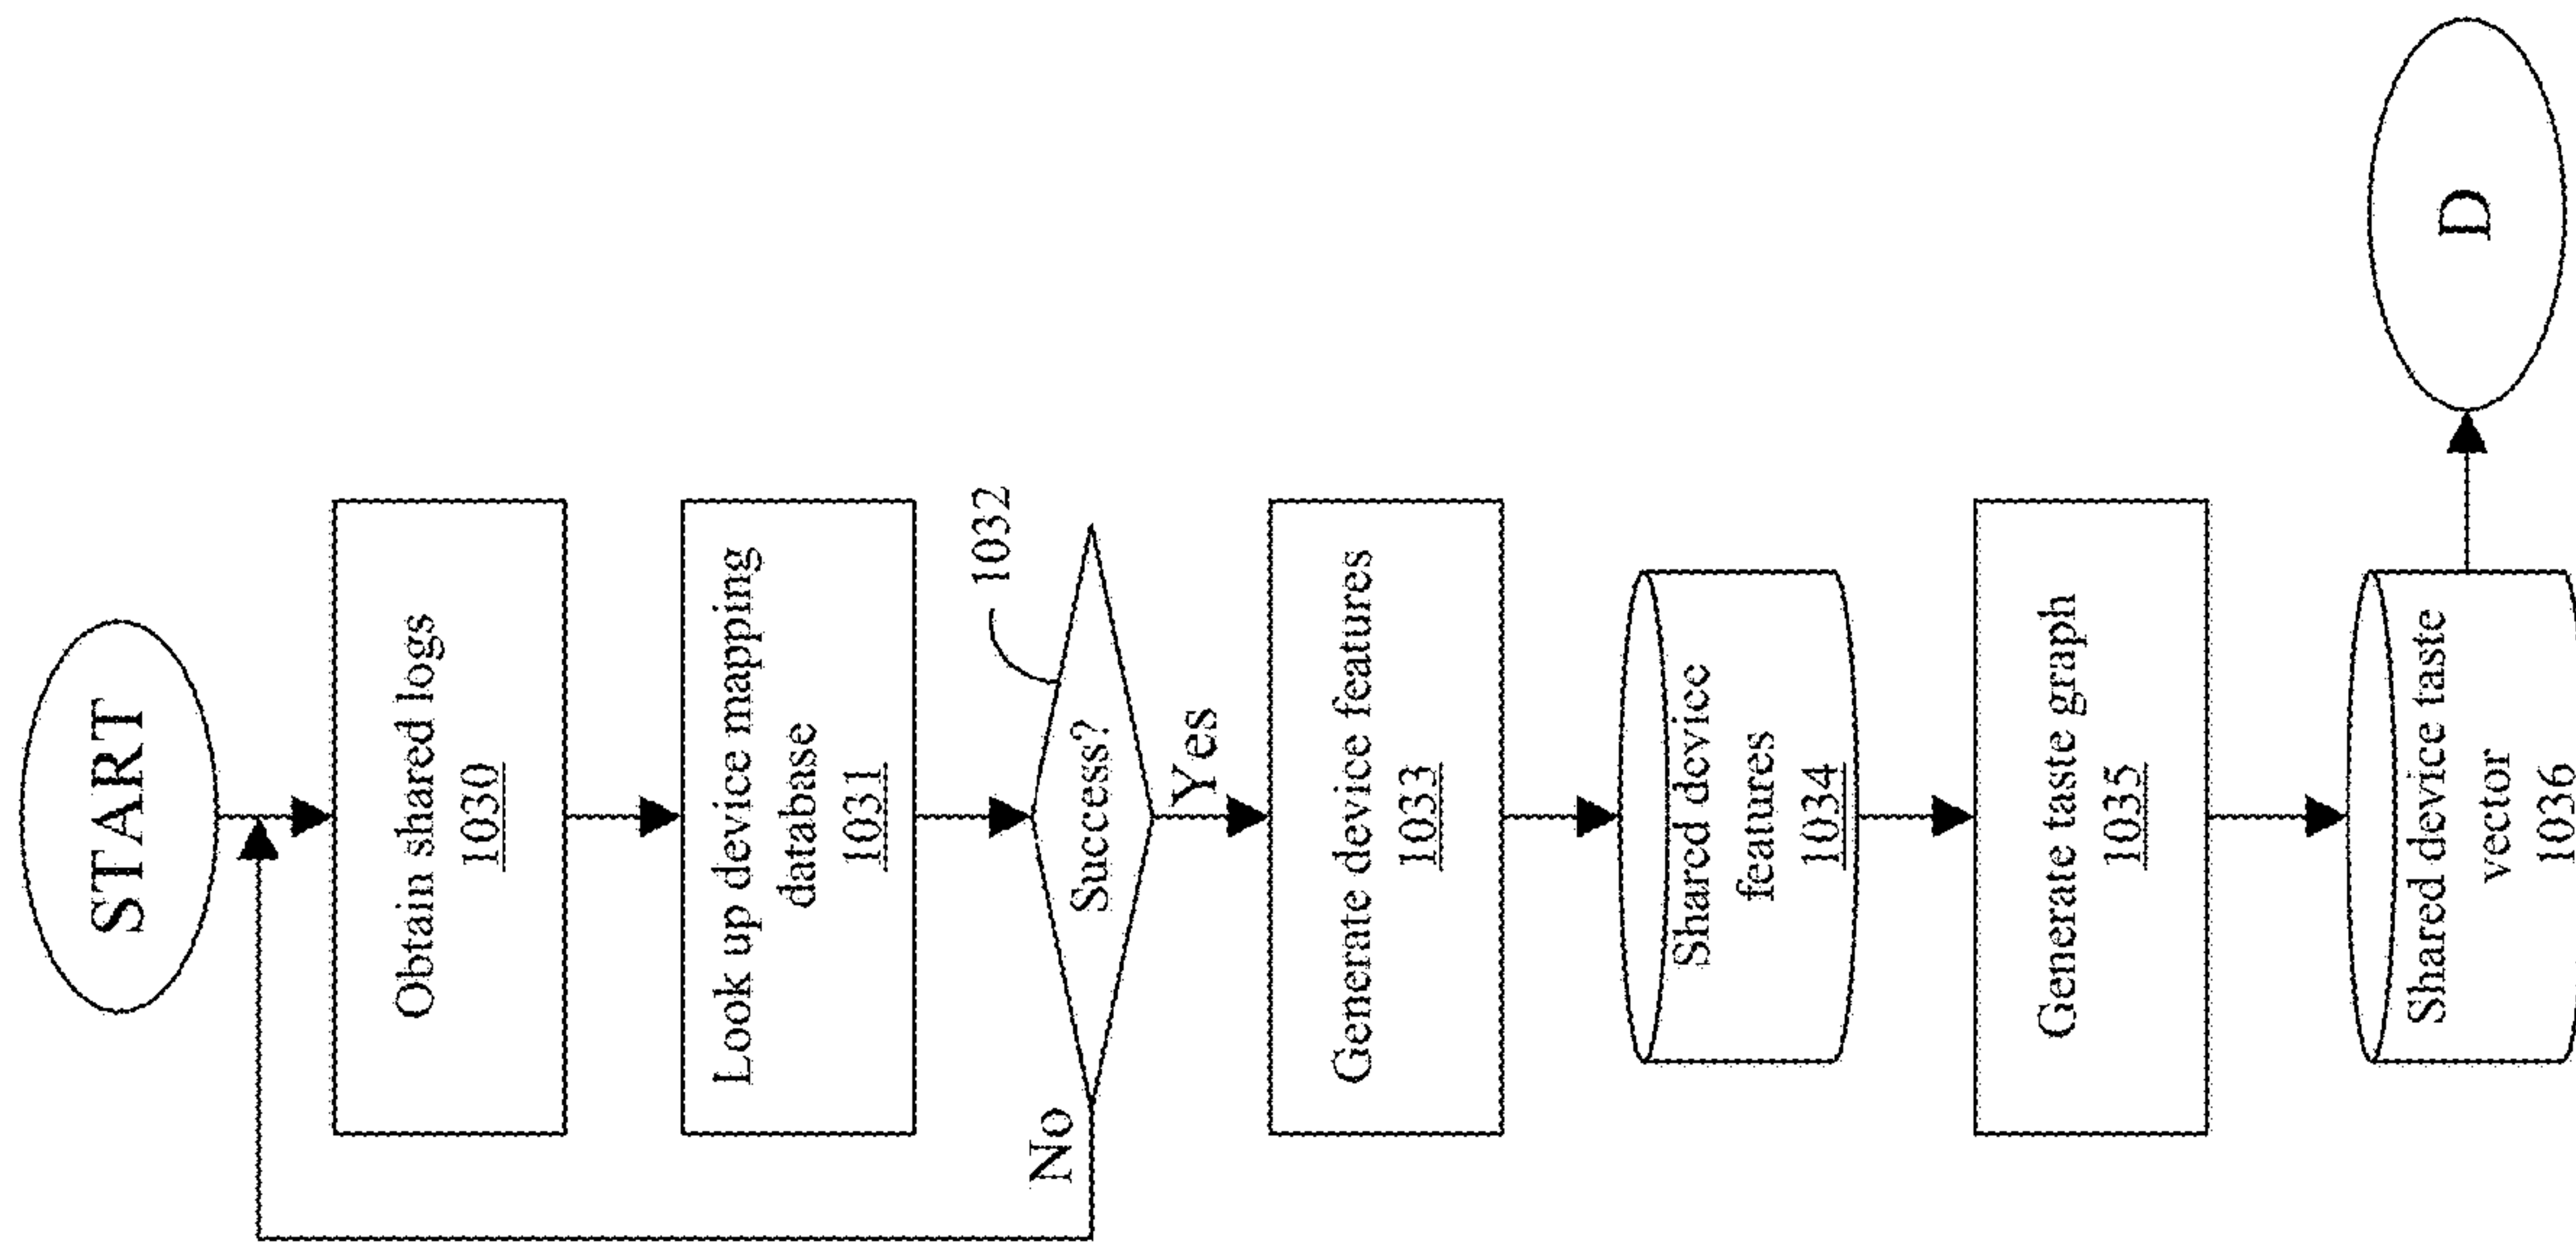 START
Obtain shared logs
1030
Look up device mapping
database
1031
1032
Success?
No
Yes
Generate device features
1033
Shared device
features
1034
Generate taste graph
1035
Shared device taste
vector
1036
D